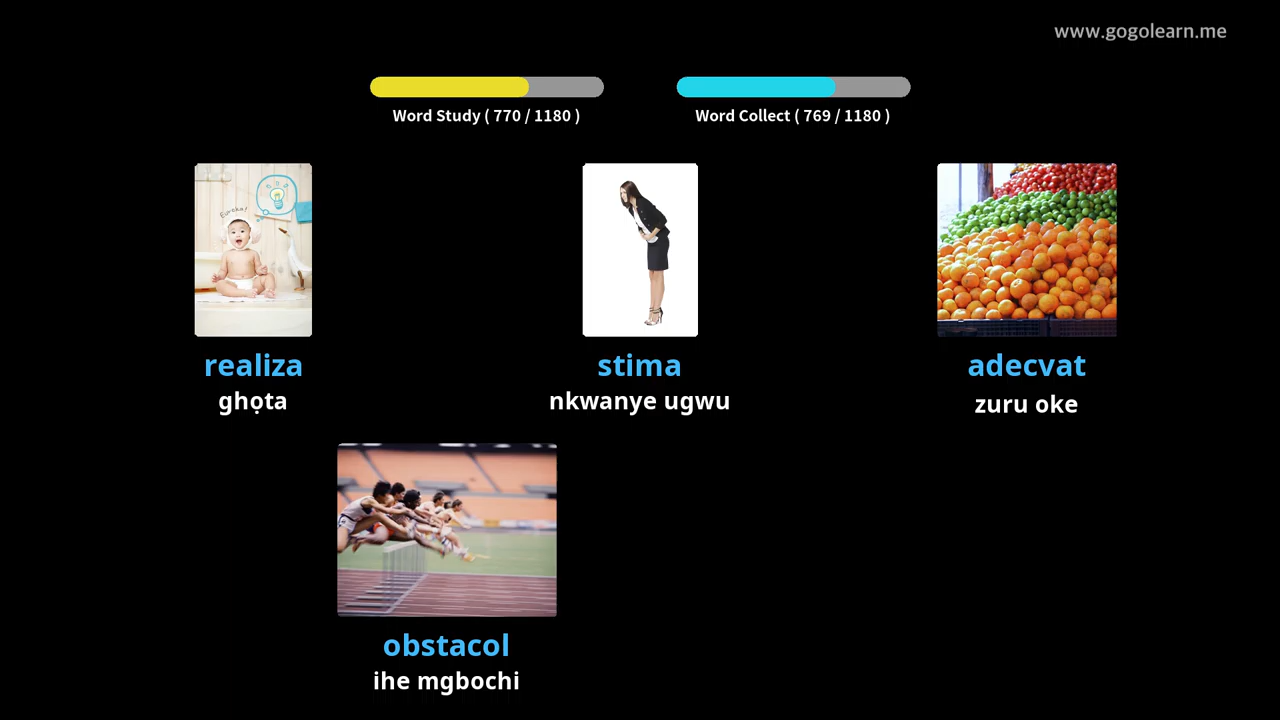 www.gogolearn.me
Word Study ( 770 / 1180 )
Word Collect ( 769 / 1180 )
Eureka!
realiza
ghọta
stima
nkwanye ugwu
adecvat
zuru oke
obstacol
ihe mgbochi